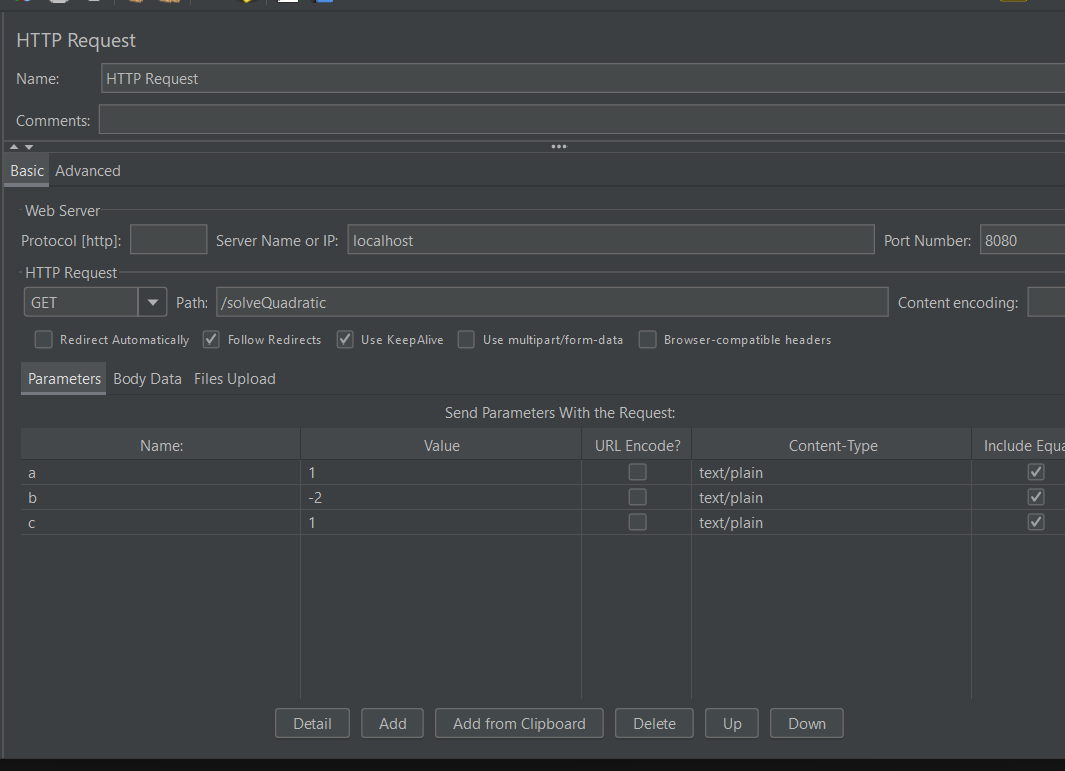 HTTP Request
Name: HTTP Request
Comments:
Basic Advanced
Web Server
Protocol [http]: Server Name or IP: localhost Port Number: 8080
HTTP Request
GET Path: /solveQuadratic Content encoding:
Redirect Automatically Follow Redirects Use KeepAlive Use multipart/form-data Browser-compatible headers
Parameters Body Data Files Upload
Send Parameters With the Request:
Name: Value URL Encode? Content-Type Include Equa
a 1 text/plain
b -2 text/plain
c 1 text/plain
Detail Add Add from Clipboard Delete Up Down